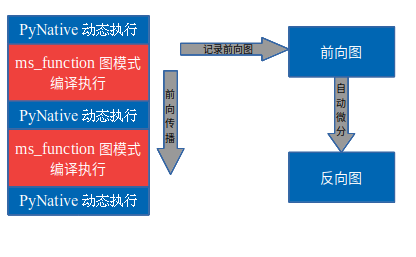 PyNative 动态执行
ms_function 图模式
编译执行
PyNative 动态执行
ms_function 图模式
编译执行
PyNative 动态执行
前向传播
记录前向图
前向图
自动微分
反向图